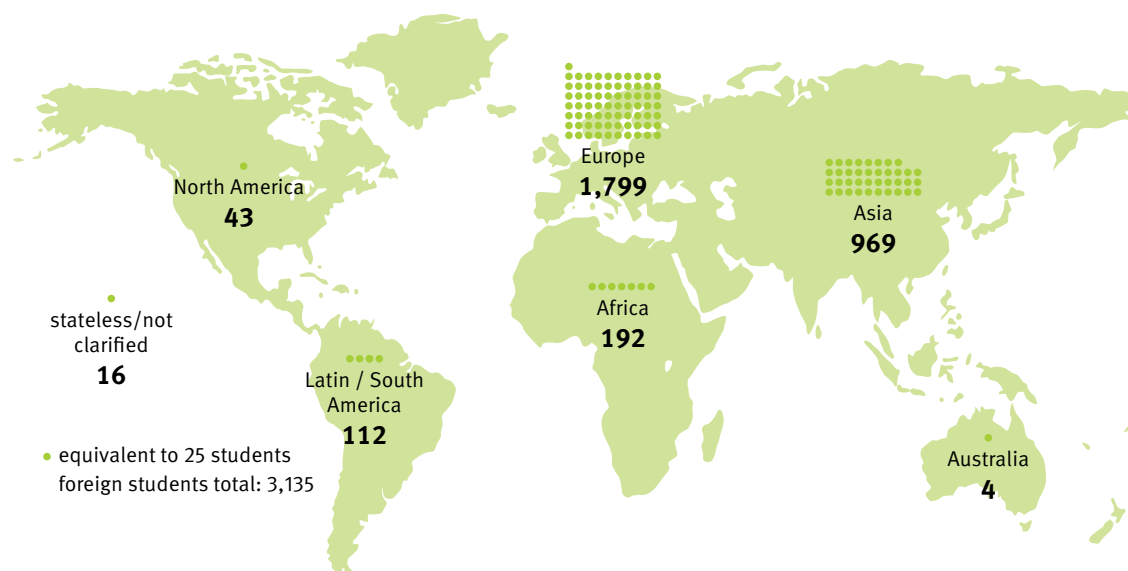 Europe
1,799
North America
43
Asia
969
stateless/not
clarified
16
Africa
192
Latin / South
America
112
equivalent to 25 students
foreign students total: 3,135
Australia
4